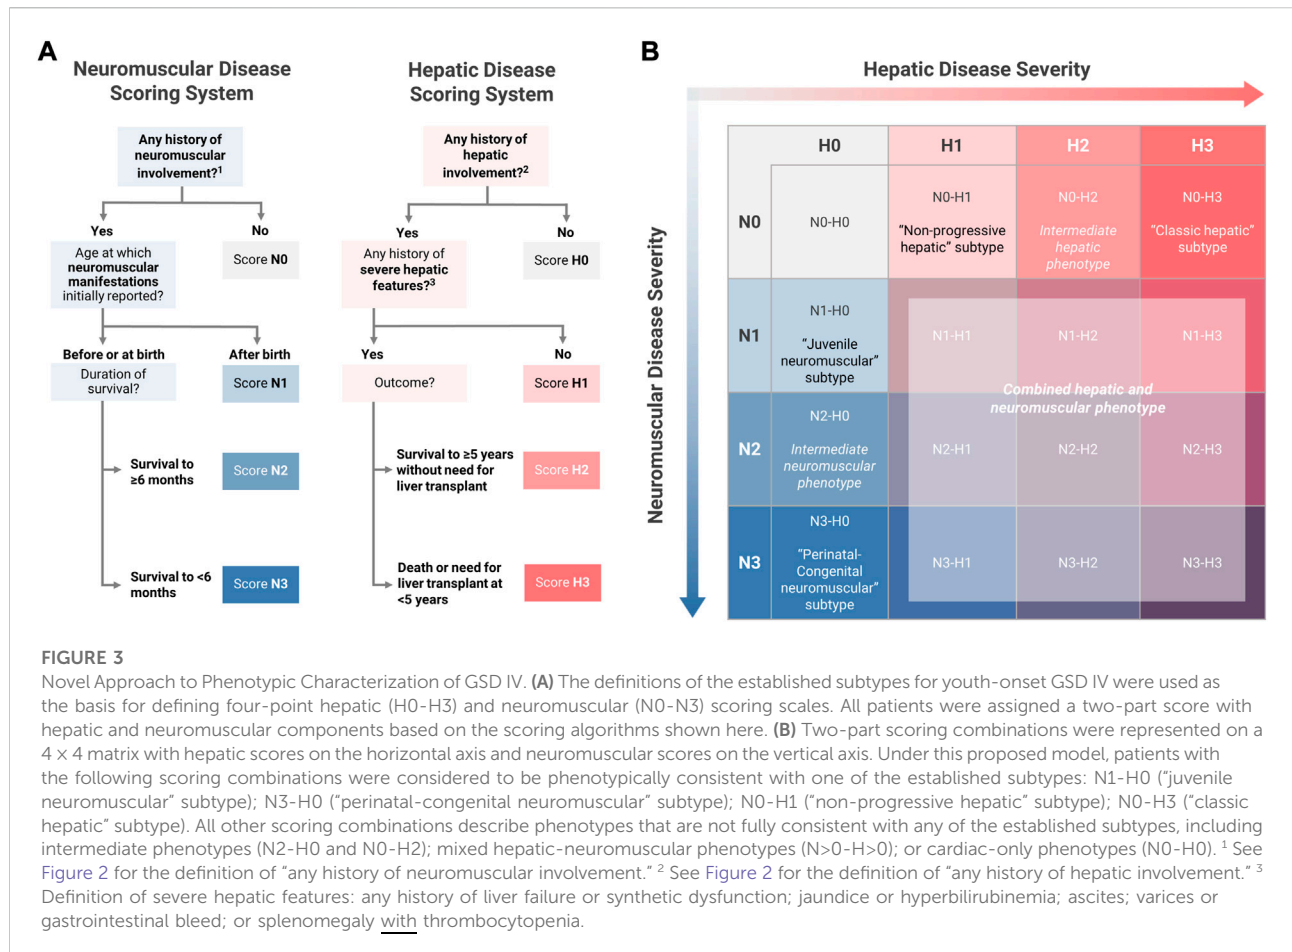 A
Neuromuscular Disease
Scoring System
Any history of
neuromuscular
involvement?1
Yes
No
Age at which
neuromuscular
manifestations
initially reported?
Score N0
Before or at birth
After birth
Duration of
survival?
Score N1
Survival to
≥6 months
Score N2
Survival to <6
months
Score N3
Hepatic Disease
Scoring System
Any history of
hepatic
involvement?2
Yes
No
Any history of
severe hepatic
features?3
Score H0
Yes
No
Outcome?
Score H1
Survival to ≥5 years
without need for
liver transplant
Score H2
Death or need for
liver transplant at
<5 years
Score H3
B
Hepatic Disease Severity
Neuromuscular Disease Severity
H0
H1
H2
H3
N0
N0-H0
N0-H1
"Non-progressive
hepatic" subtype
N0-H2
Intermediate
hepatic
phenotype
N0-H3
"Classic hepatic"
subtype
N1
N1-H0
"Juvenile
neuromuscular"
subtype
N1-H1
N1-H2
N1-H3
Combined hepatic and
neuromuscular phenotype
N2
N2-H0
Intermediate
neuromuscular
phenotype
N2-H1
N2-H2
N2-H3
N3
N3-H0
"Perinatal-
Congenital
neuromuscular"
subtype
N3-H1
N3-H2
N3-H3
FIGURE 3
Novel Approach to Phenotypic Characterization of GSD IV. (A) The definitions of the established subtypes for youth-onset GSD IV were used as
the basis for defining four-point hepatic (H0-H3) and neuromuscular (N0-N3) scoring scales. All patients were assigned a two-part score with
hepatic and neuromuscular components based on the scoring algorithms shown here. (B) Two-part scoring combinations were represented on a
4 × 4 matrix with hepatic scores on the horizontal axis and neuromuscular scores on the vertical axis. Under this proposed model, patients with
the following scoring combinations were considered to be phenotypically consistent with one of the established subtypes: N1-H0 ("juvenile
neuromuscular" subtype); N3-H0 ("perinatal-congenital neuromuscular" subtype); N0-H1 ("non-progressive hepatic" subtype); N0-H3 ("classic
hepatic" subtype). All other scoring combinations describe phenotypes that are not fully consistent with any of the established subtypes, including
intermediate phenotypes (N2-H0 and N0-H2); mixed hepatic-neuromuscular phenotypes (N>0-H>0); or cardiac-only phenotypes (N0-H0). 1 See
Figure 2 for the definition of "any history of neuromuscular involvement." 2 See Figure 2 for the definition of "any history of hepatic involvement." 3
Definition of severe hepatic features: any history of liver failure or synthetic dysfunction; jaundice or hyperbilirubinemia; ascites; varices or
gastrointestinal bleed; or splenomegaly with thrombocytopenia.